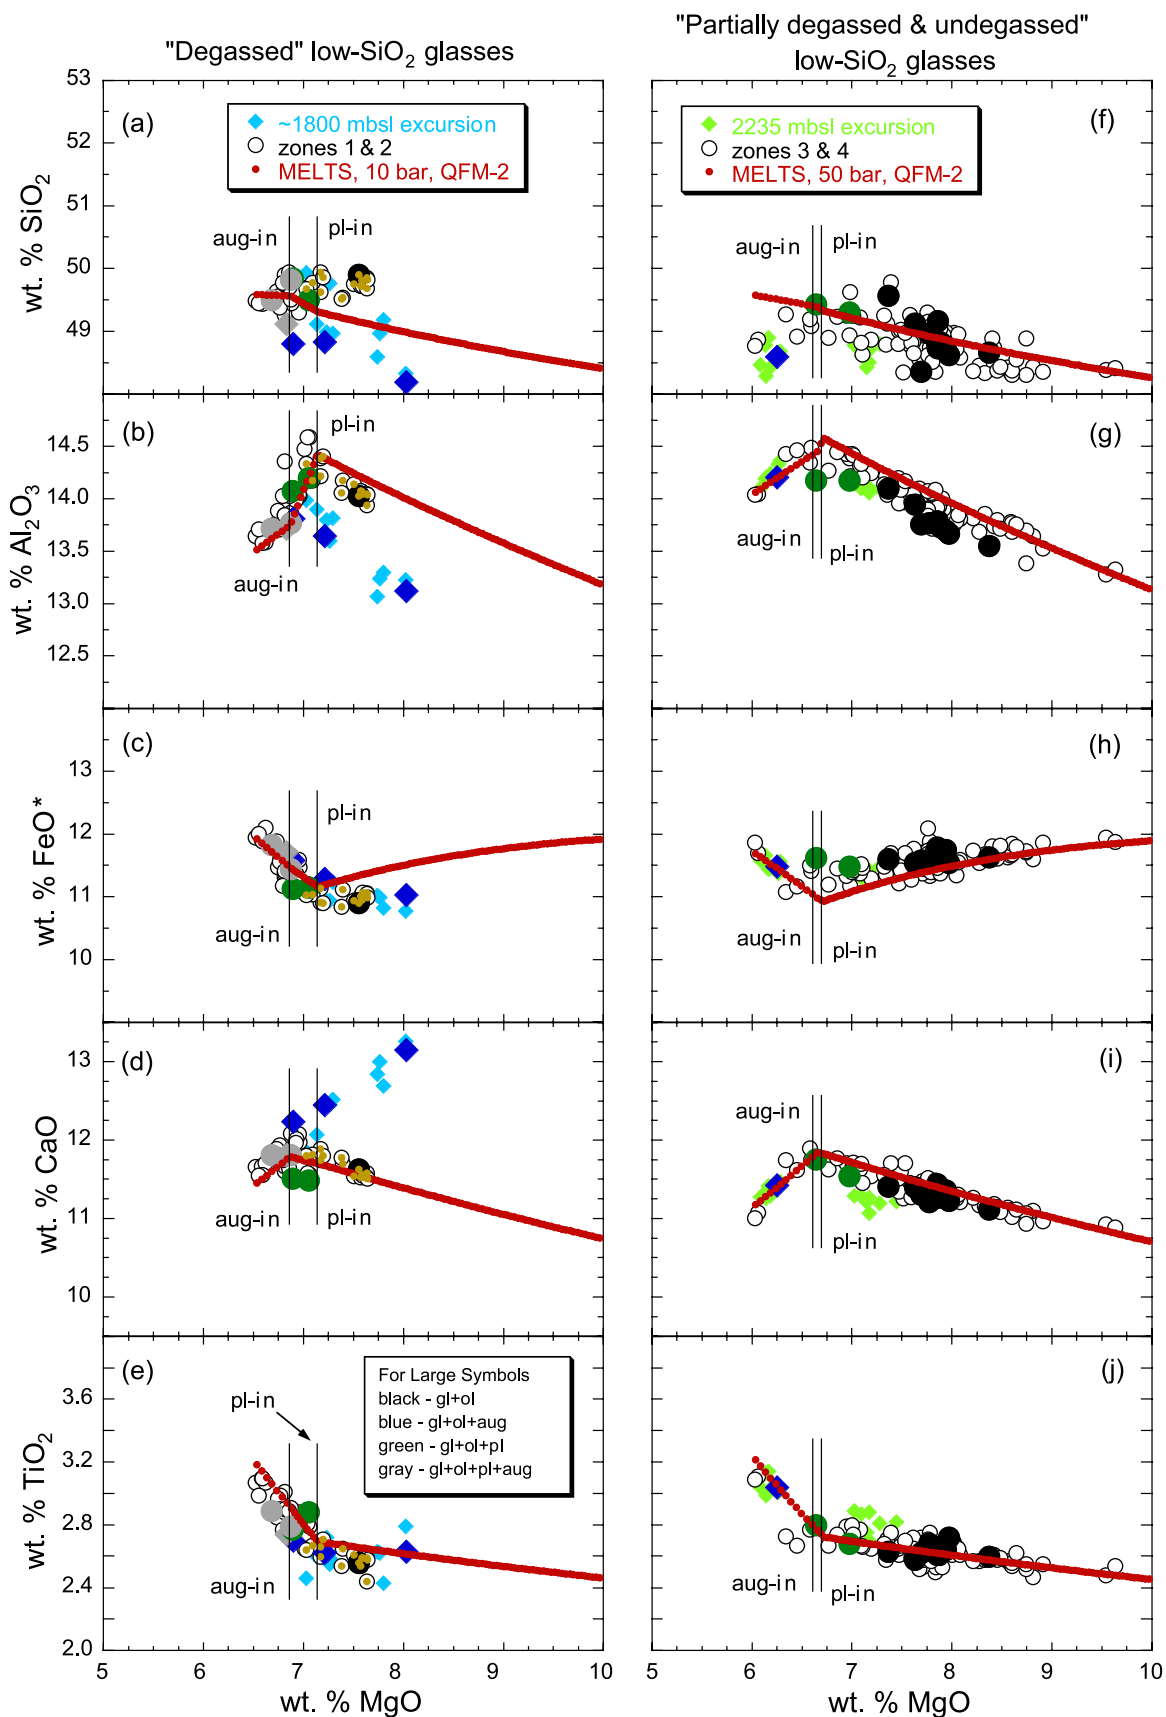 "Degassed" low-SiO2 glasses
"Partially degassed & undegassed"
low-SiO2 glasses
(a)
~1800 mbsl excursion
zones 1 & 2
MELTS, 10 bar, QFM-2
aug-in
pl-in
wt. % SiO2
53
52
51
50
49
(f)
2235 mbsl excursion
zones 3 & 4
MELTS, 50 bar, QFM-2
aug-in
pl-in
(b)
pl-in
aug-in
wt. % Al2O3
14.5
14.0
13.5
13.0
12.5
(g)
aug-in
pl-in
(c)
pl-in
aug-in
wt. % FeO*
13
12
11
10
(h)
aug-in
pl-in
(d)
aug-in
pl-in
wt. % CaO
13
12
11
10
(i)
aug-in
pl-in
(e)
pl-in
aug-in
For Large Symbols
black - gl+ol
blue - gl+ol+aug
green - gl+ol+pl
gray - gl+ol+pl+aug
wt. % TiO2
3.6
3.2
2.8
2.4
2.0
(j)
aug-in
pl-in
5 6 7 8 9 10
wt. % MgO
5 6 7 8 9 10
wt. % MgO